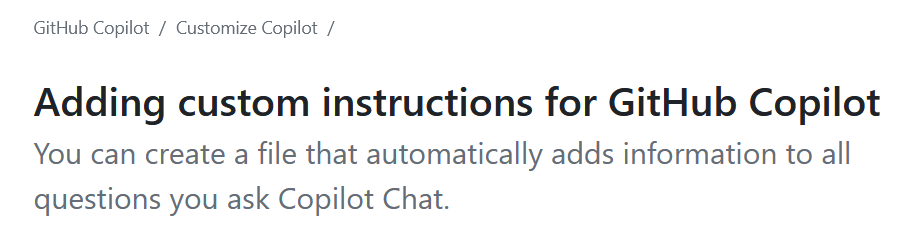 GitHub Copilot / Customize Copilot /
Adding custom instructions for GitHub Copilot
You can create a file that automatically adds information to all
questions you ask Copilot Chat.